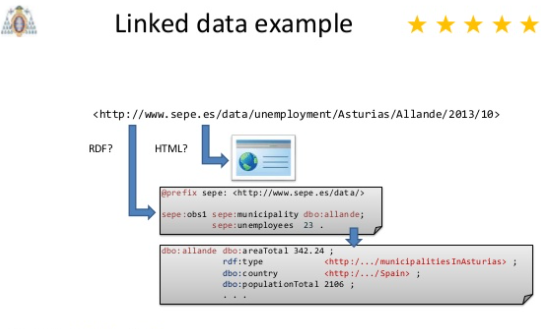 Linked data example
<http://www.sepe.es/data/unemployment/Asturias/Allande/2013/10>
RDF?
HTML?
@prefix sepe: <http://www.sepe.es/data/>
sepe:obs1 sepe:municipality dbo:allande;
sepe:unemployees 23 .
dbo:allande dbo:areaTotal 342.24 ;
rdf:type <http:/.../municipalitiesInAsturias> ;
dbo:country <http:/.../Spain> ;
dbo:populationTotal 2106 ;
. . .